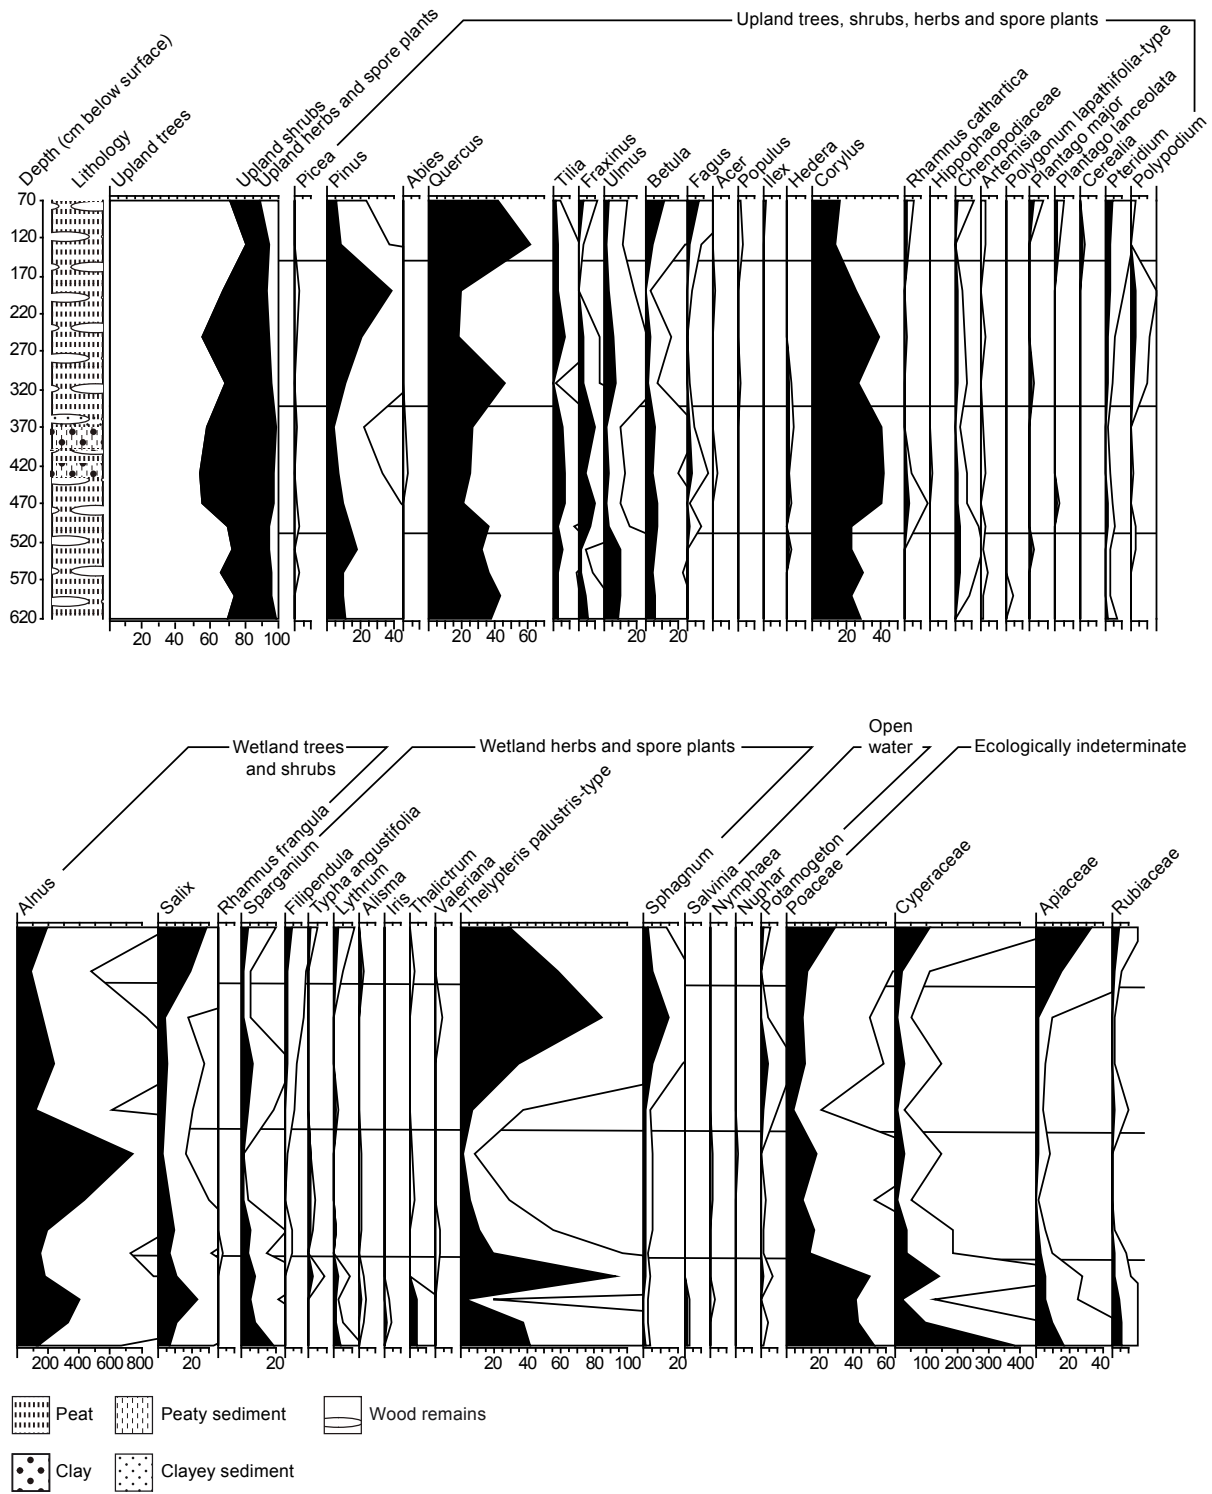 Upland trees, shrubs, herbs and spore plants
Depth (cm below surface)
Lithology
Upland trees
Upland shrubs
Upland herbs and spore plants
Picea
Pinus
Abies
Quercus
Tilia
Fraxinus
Ulmus
Betula
Fagus
Acer
Populus
Ilex
Hedera
Corylus
Rhamnus cathartica
Hippophae
Chenopodiaceae
Artemisia
Polygonum lapathifolia-type
Plantago major
Plantago lanceolata
Cerealia
Pteridium
Polypodium
70
120
170
220
270
320
370
420
470
520
570
620
20 40 60 80 100 20 40 20 40 60 20 20 20 40
Open
water
Wetland trees
and shrubs
Wetland herbs and spore plants
Ecologically indeterminate
Alnus
Salix
Rhamnus frangula
Sparganium
Filipendula
Typha angustifolia
Lythrum
Alisma
Iris
Thalictrum
Valeriana
Thelypteris palustris-type
Sphagnum
Salvinia
Nymphaea
Nuphar
Potamogeton
Poaceae
Cyperaceae
Apiaceae
Rubiaceae
200 400 600 800 20 20 20 40 60 80 100 20 20 40 60 100 200 300 400 20 40
Peat
Peaty sediment
Wood remains
Clay
Clayey sediment